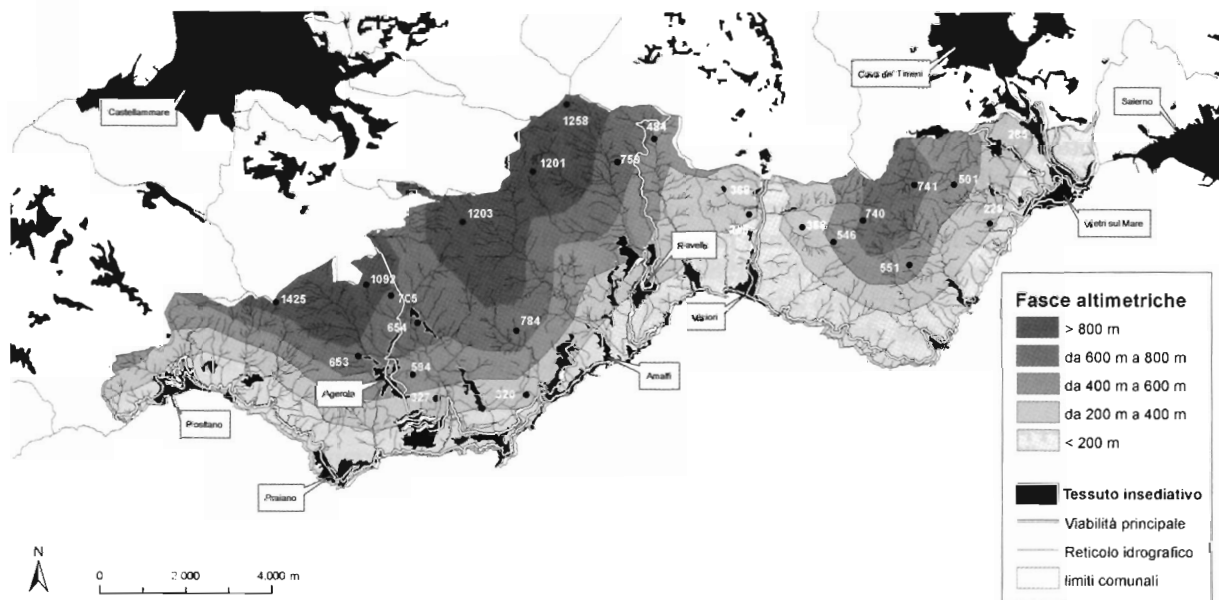 Cava de' Tirreni
Salerno
Castellammare
1258
484
759
1201
741
501
1203
740
546
551
Ravello
Vietri sul Mare
1092
1425
705
654
784
Maiori
653
584
Agerola
327
320
Amalfi
Positano
Praiano
Fasce altimetriche
> 800 m
da 600 m a 800 m
da 400 m a 600 m
da 200 m a 400 m
< 200 m
Tessuto insediativo
Viabilità principale
Reticolo idrografico
limiti comunali
N
0 2.000 4.000 m